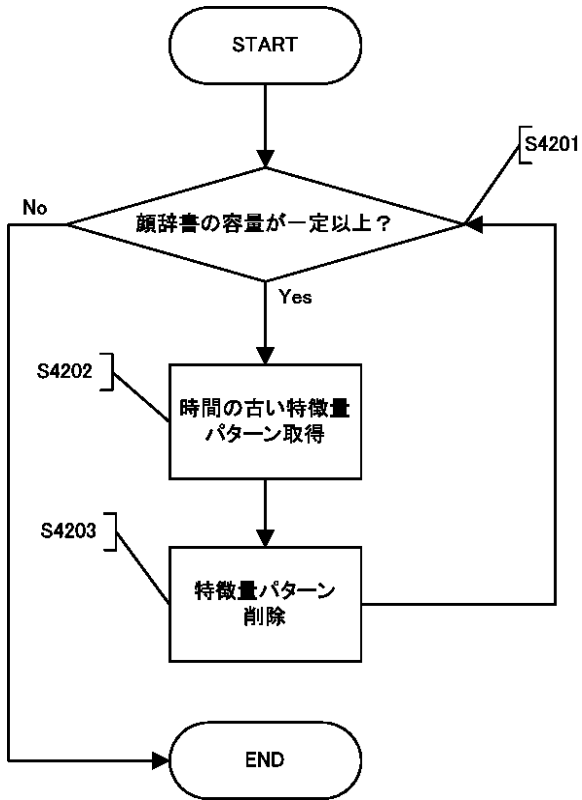 START
S4201
No
顔辞書の容量が一定以上？
Yes
S4202
時間の古い特徴量
パターン取得
S4203
特徴量パターン
削除
END